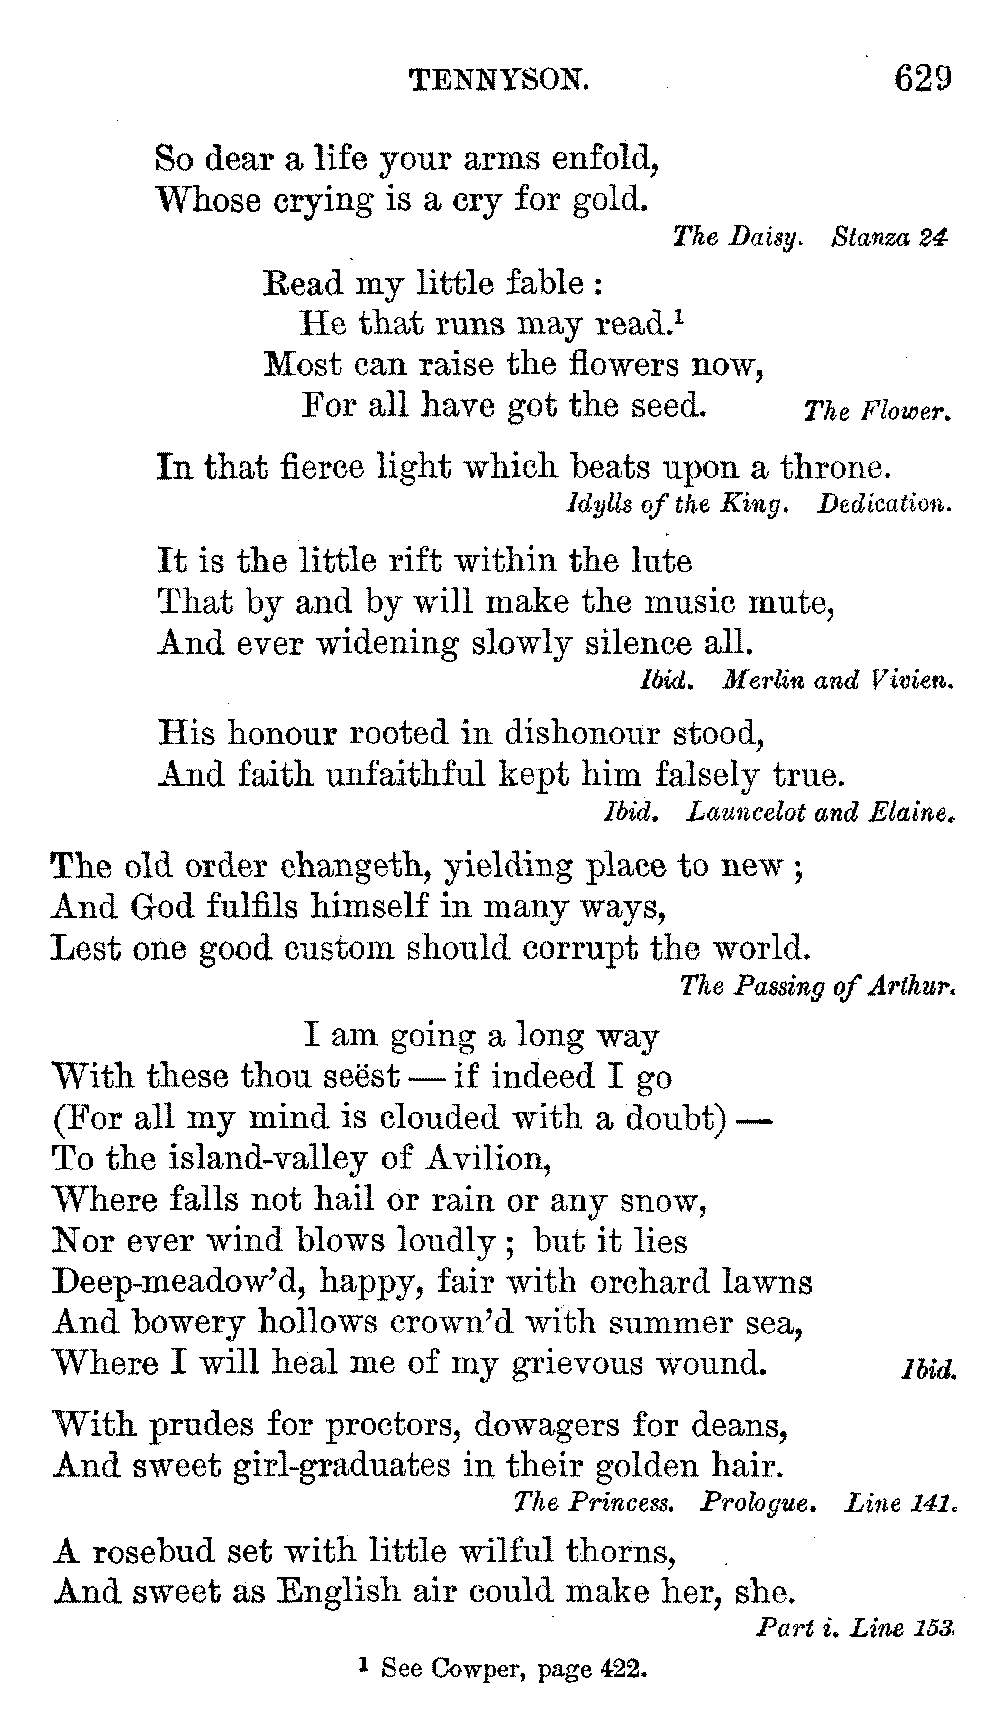 TENNYSON. 629
So dear a life your arms enfold,
Whose crying is a cry for gold.
The Daisy. Stanza 24
Read my little fable :
He that runs may read.¹
Most can raise the flowers now,
For all have got the seed. The Flower.
In that fierce light which beats upon a throne.
Idylls of the King. Dedication.
It is the little rift within the lute
That by and by will make the music mute,
And ever widening slowly silence all.
Ibid. Merlin and Vivien.
His honour rooted in dishonour stood,
And faith unfaithful kept him falsely true.
Ibid. Launcelot and Elaine.
The old order changeth, yielding place to new ;
And God fulfils himself in many ways,
Lest one good custom should corrupt the world.
The Passing of Arthur.
I am going a long way
With these thou seëst — if indeed I go
(For all my mind is clouded with a doubt) —
To the island-valley of Avilion,
Where falls not hail or rain or any snow,
Nor ever wind blows loudly ; but it lies
Deep-meadow'd, happy, fair with orchard lawns
And bowery hollows crown'd with summer sea,
Where I will heal me of my grievous wound. Ibid.
With prudes for proctors, dowagers for deans,
And sweet girl-graduates in their golden hair.
The Princess. Prologue. Line 141.
A rosebud set with little wilful thorns,
And sweet as English air could make her, she.
Part i. Line 153.
¹ See Cowper, page 422.